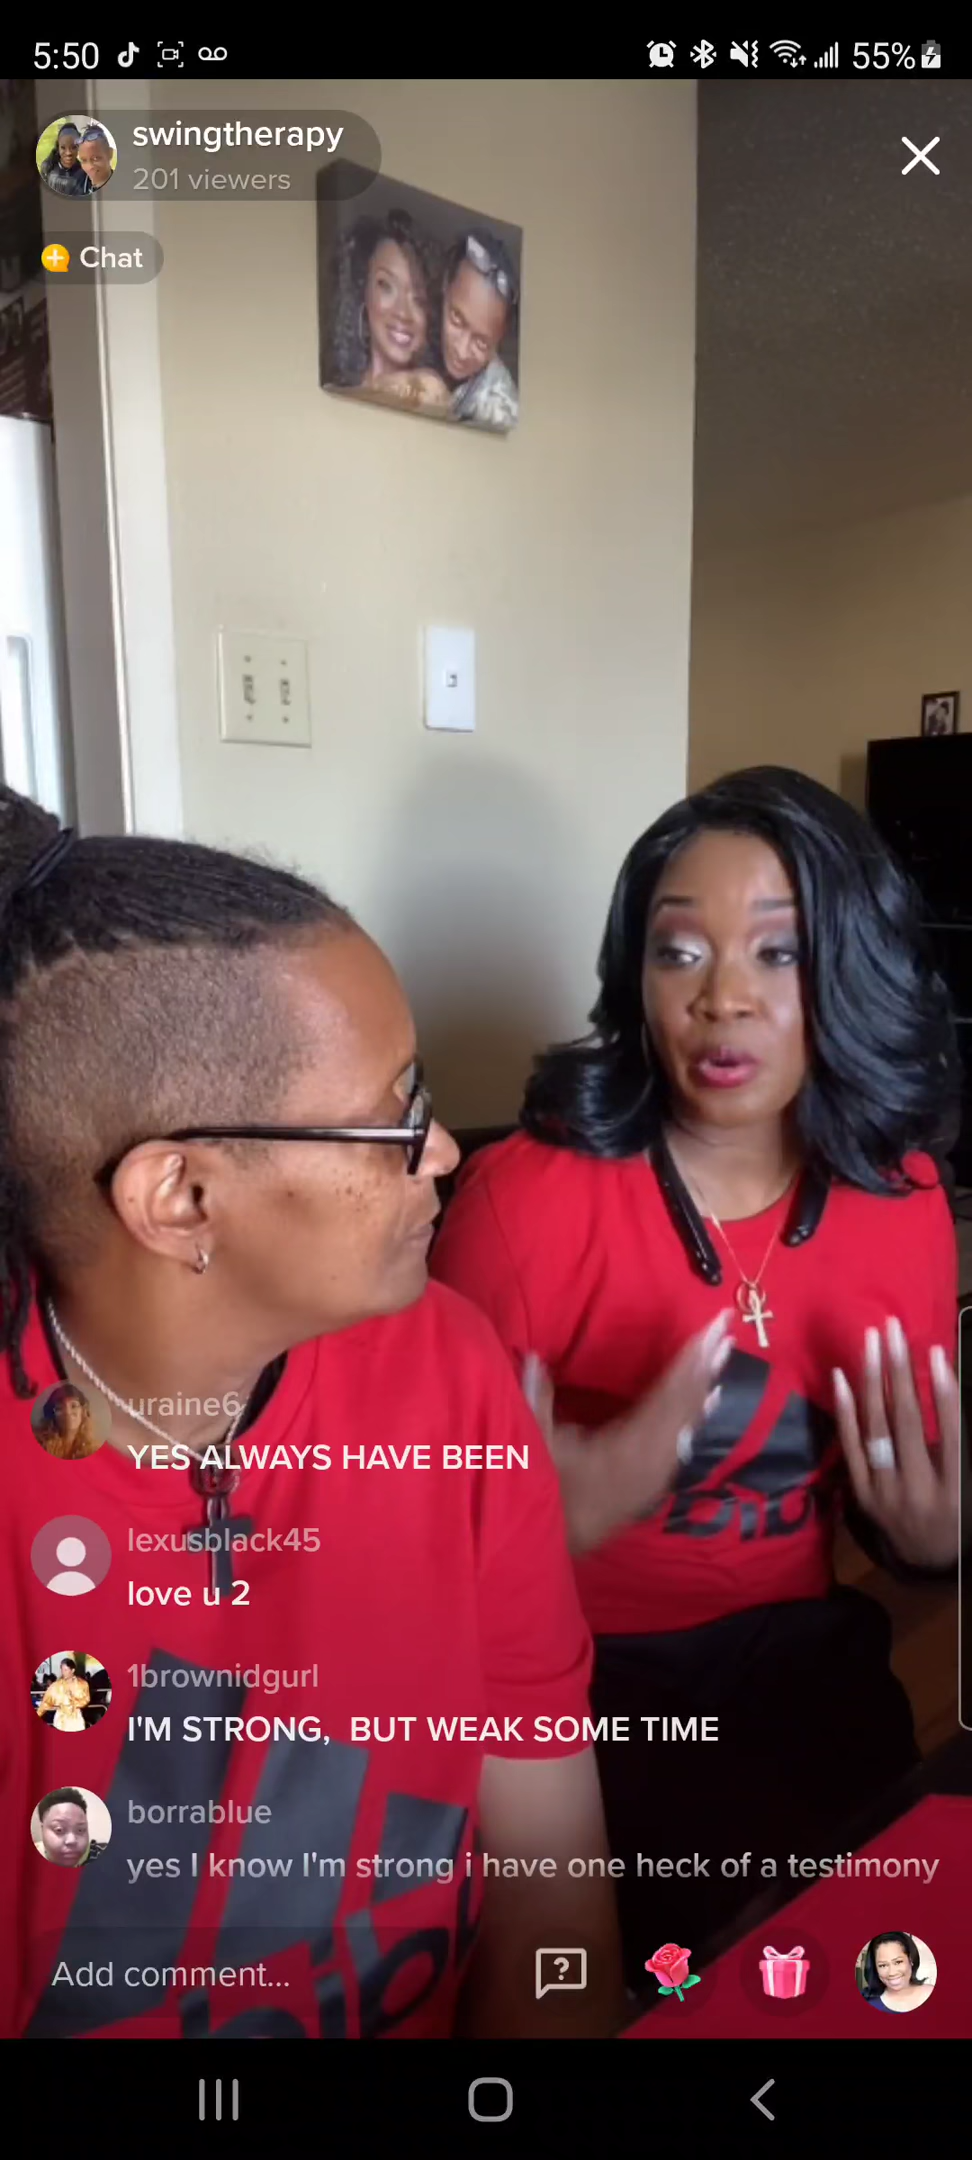 5:50 55%
swingtherapy
201 viewers
Chat
uraine6
YES ALWAYS HAVE BEEN
lexusblack45
love u 2
1brownidgurl
I'M STRONG, BUT WEAK SOME TIME
borrablue
yes I know I'm strong i have one heck of a testimony
Add comment...